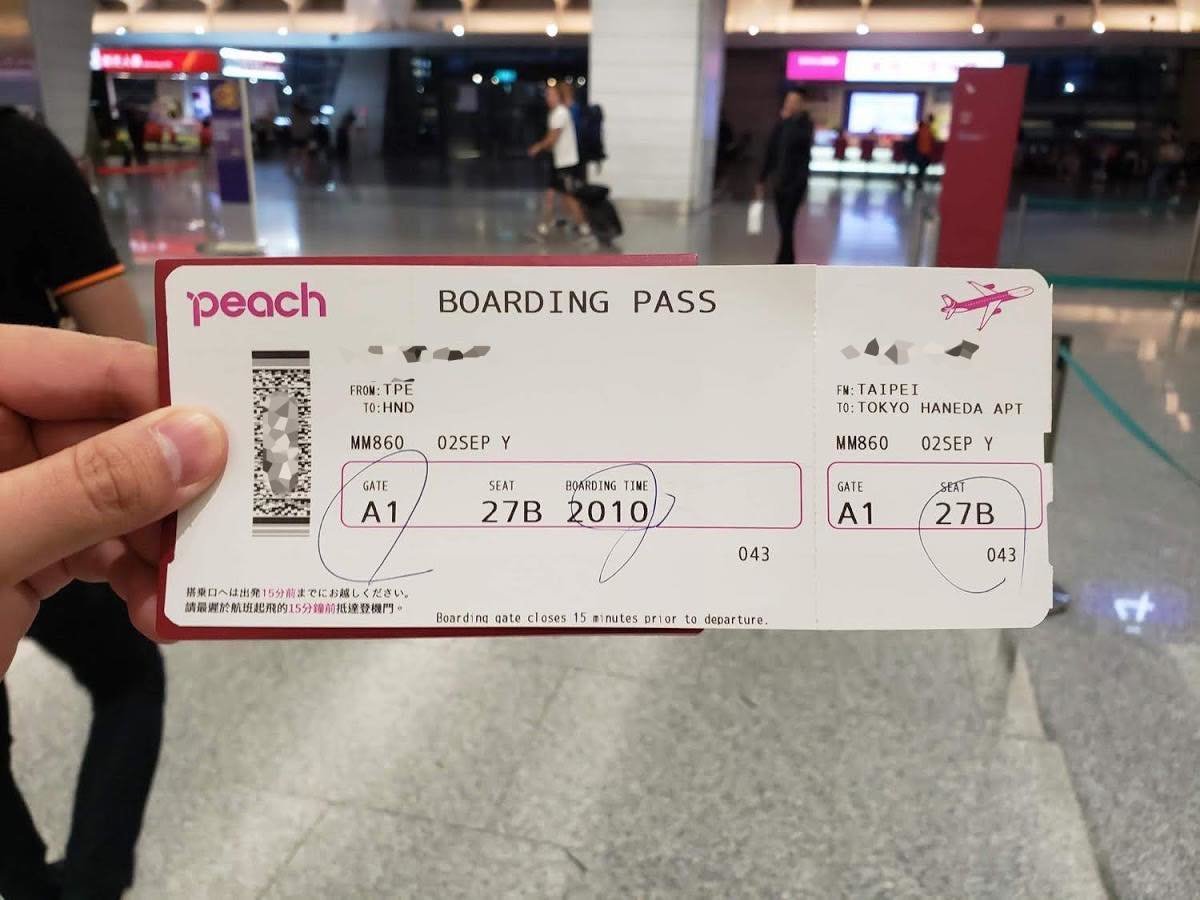 peach
BOARDING PASS
FROM:TPE
TO:HND
MM860 02SEP Y
GATE SEAT BOARDING TIME
A1 27B 2010
043
搭乗口へは出発15分前までにお越しください。
請最遲於航班起飛的15分鐘前抵達登機門。
Boarding gate closes 15 minutes prior to departure.
FM:TAIPEI
TO:TOKYO HANEDA APT
MM860 02SEP Y
GATE SEAT
A1 27B
043